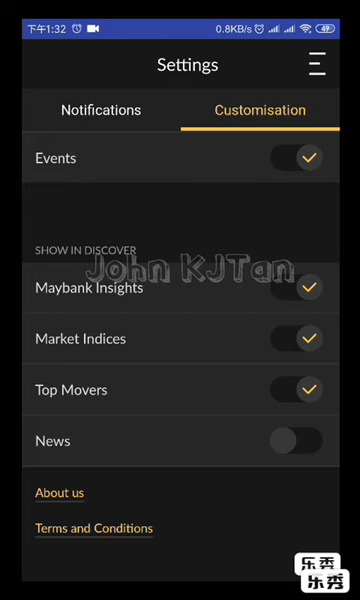 下午1:32 0.8KB/s 49
Settings
Notifications Customisation
Events
SHOW IN DISCOVER
John KJTan
Maybank Insights
Market Indices
Top Movers
News
About us
Terms and Conditions
乐秀
乐秀